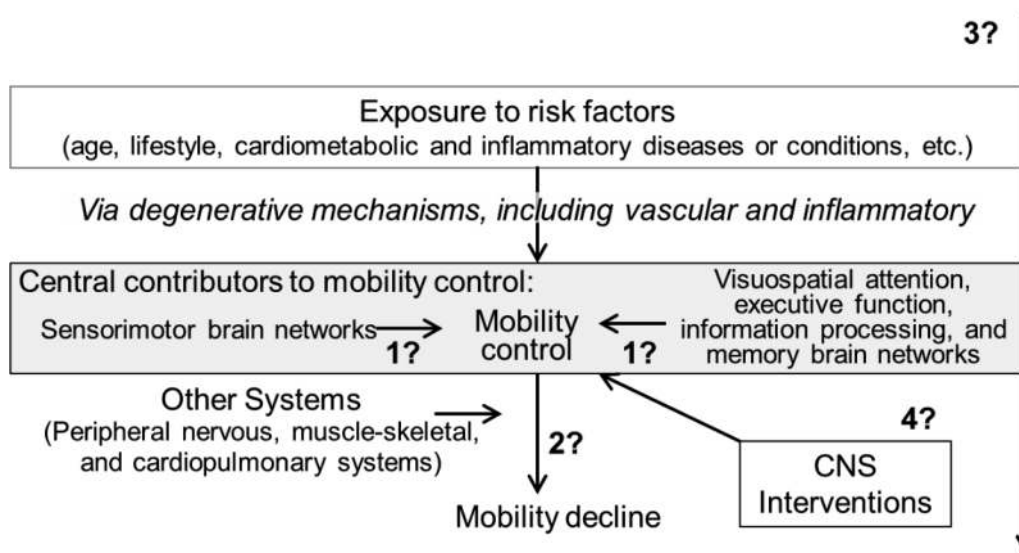 3?
Exposure to risk factors
(age, lifestyle, cardiometabolic and inflammatory diseases or conditions, etc.)
Via degenerative mechanisms, including vascular and inflammatory
Central contributors to mobility control:
Sensorimotor brain networks
1?
Mobility
control
1?
Visuospatial attention,
executive function,
information processing, and
memory brain networks
Other Systems
(Peripheral nervous, muscle-skeletal,
and cardiopulmonary systems)
2?
4?
CNS
Interventions
Mobility decline